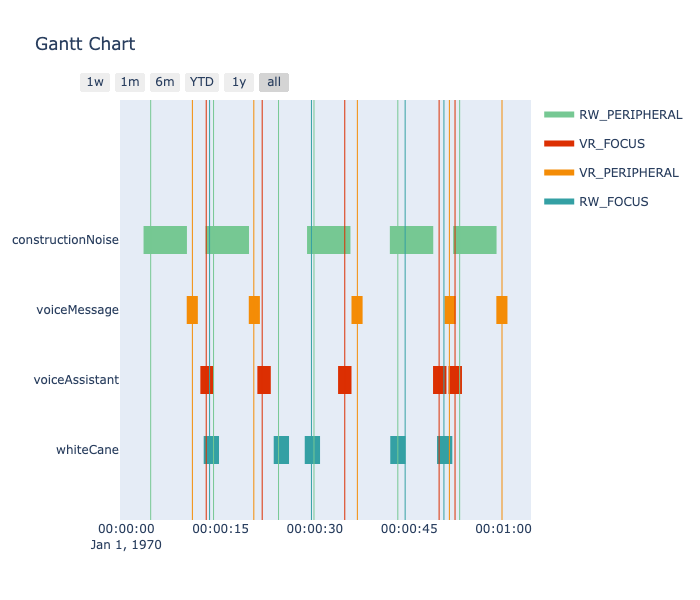 Gantt Chart
1w 1m 6m YTD 1y all
RW_PERIPHERAL
VR_FOCUS
VR_PERIPHERAL
RW_FOCUS
constructionNoise
voiceMessage
voiceAssistant
whiteCane
00:00:00 00:00:15 00:00:30 00:00:45 00:01:00
Jan 1, 1970